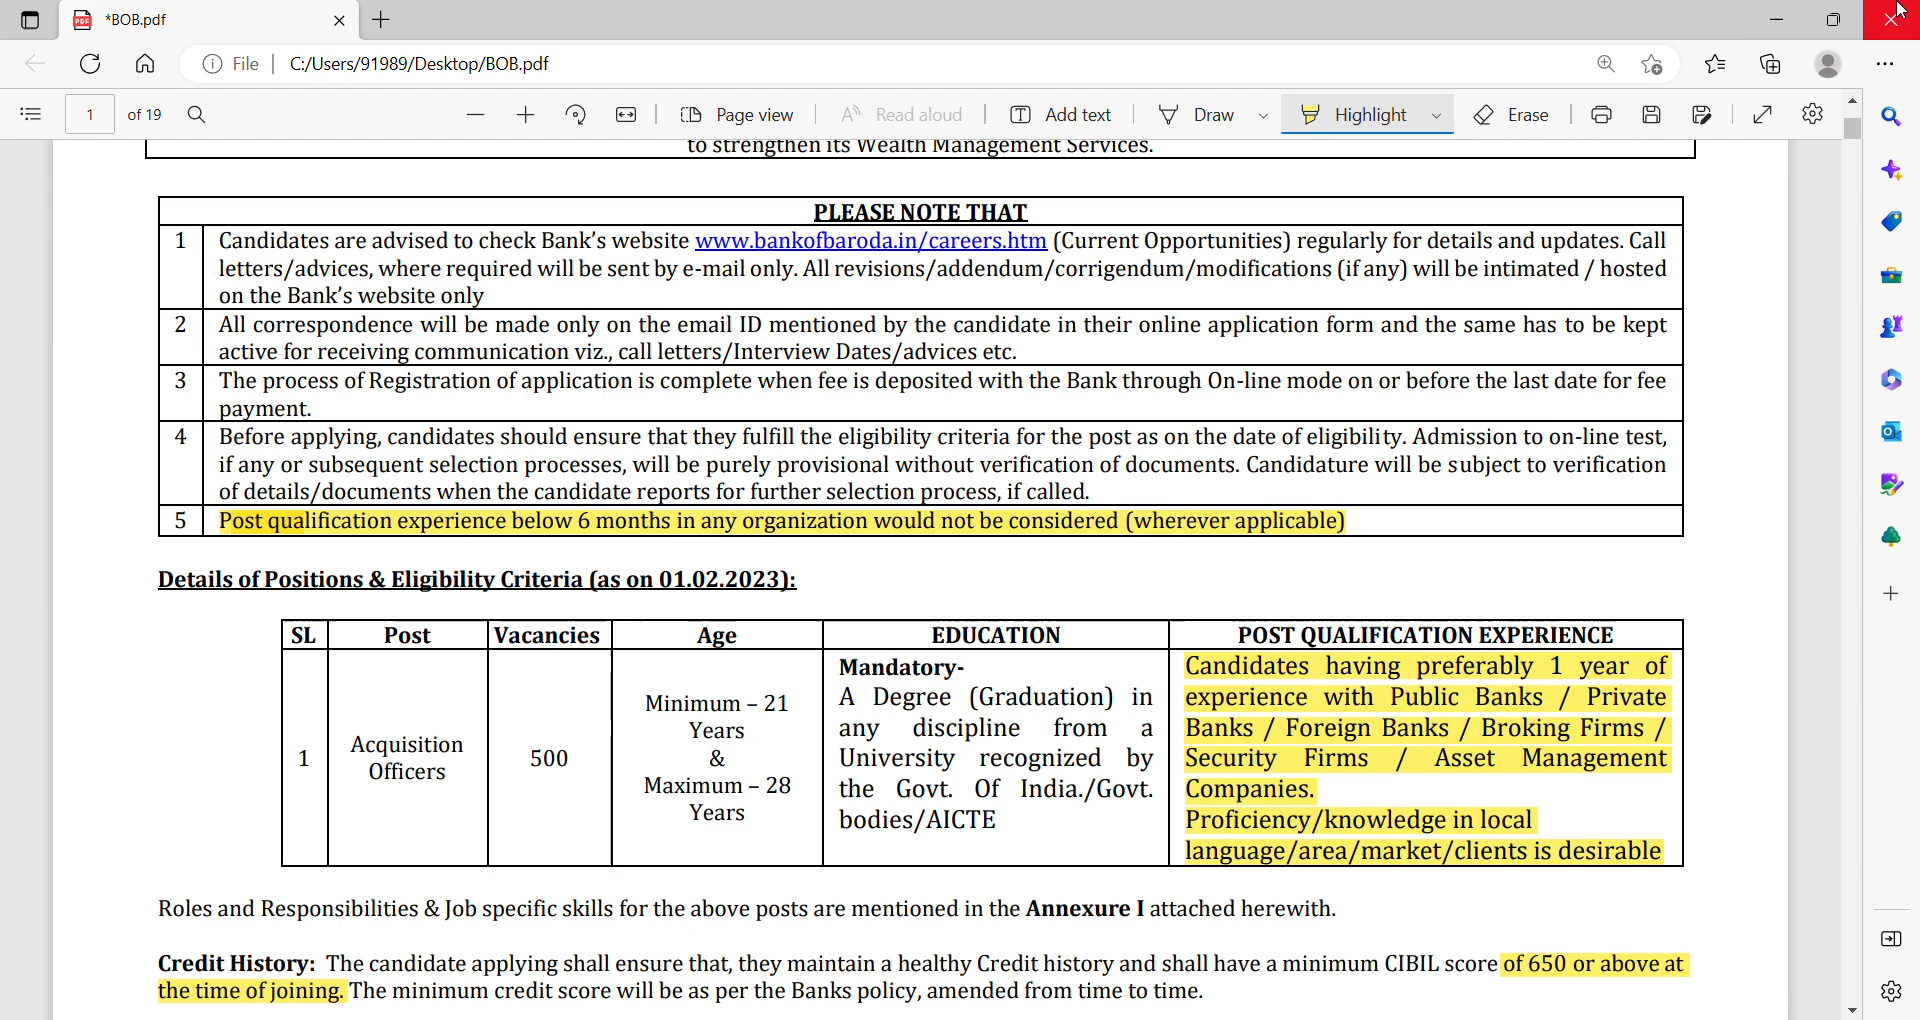 *BOB.pdf
File
C:/Users/91989/Desktop/BOB.pdf
1 of 19
Page view
Read aloud
Add text
Draw
Highlight
Erase
to strengthen its Wealth Management Services.
PLEASE NOTE THAT
1 Candidates are advised to check Bank's website www.bankofbaroda.in/careers.htm (Current Opportunities) regularly for details and updates. Call
letters/advices, where required will be sent by e-mail only. All revisions/addendum/corrigendum/modifications (if any) will be intimated / hosted
on the Bank's website only
2 All correspondence will be made only on the email ID mentioned by the candidate in their online application form and the same has to be kept
active for receiving communication viz., call letters/Interview Dates/advices etc.
3 The process of Registration of application is complete when fee is deposited with the Bank through On-line mode on or before the last date for fee
payment.
4 Before applying, candidates should ensure that they fulfill the eligibility criteria for the post as on the date of eligibility. Admission to on-line test,
if any or subsequent selection processes, will be purely provisional without verification of documents. Candidature will be subject to verification
of details/documents when the candidate reports for further selection process, if called.
5 Post qualification experience below 6 months in any organization would not be considered (wherever applicable)
Details of Positions & Eligibility Criteria (as on 01.02.2023):
SL Post Vacancies Age EDUCATION POST QUALIFICATION EXPERIENCE
1
Acquisition
Officers
500
Minimum – 21
Years
&
Maximum – 28
Years
Mandatory-
A Degree (Graduation) in
any discipline from a
University recognized by
the Govt. Of India./Govt.
bodies/AICTE
Candidates having preferably 1 year of
experience with Public Banks / Private
Banks / Foreign Banks / Broking Firms /
Security Firms / Asset Management
Companies.
Proficiency/knowledge in local
language/area/market/clients is desirable
Roles and Responsibilities & Job specific skills for the above posts are mentioned in the Annexure I attached herewith.
Credit History: The candidate applying shall ensure that, they maintain a healthy Credit history and shall have a minimum CIBIL score of 650 or above at
the time of joining. The minimum credit score will be as per the Banks policy, amended from time to time.